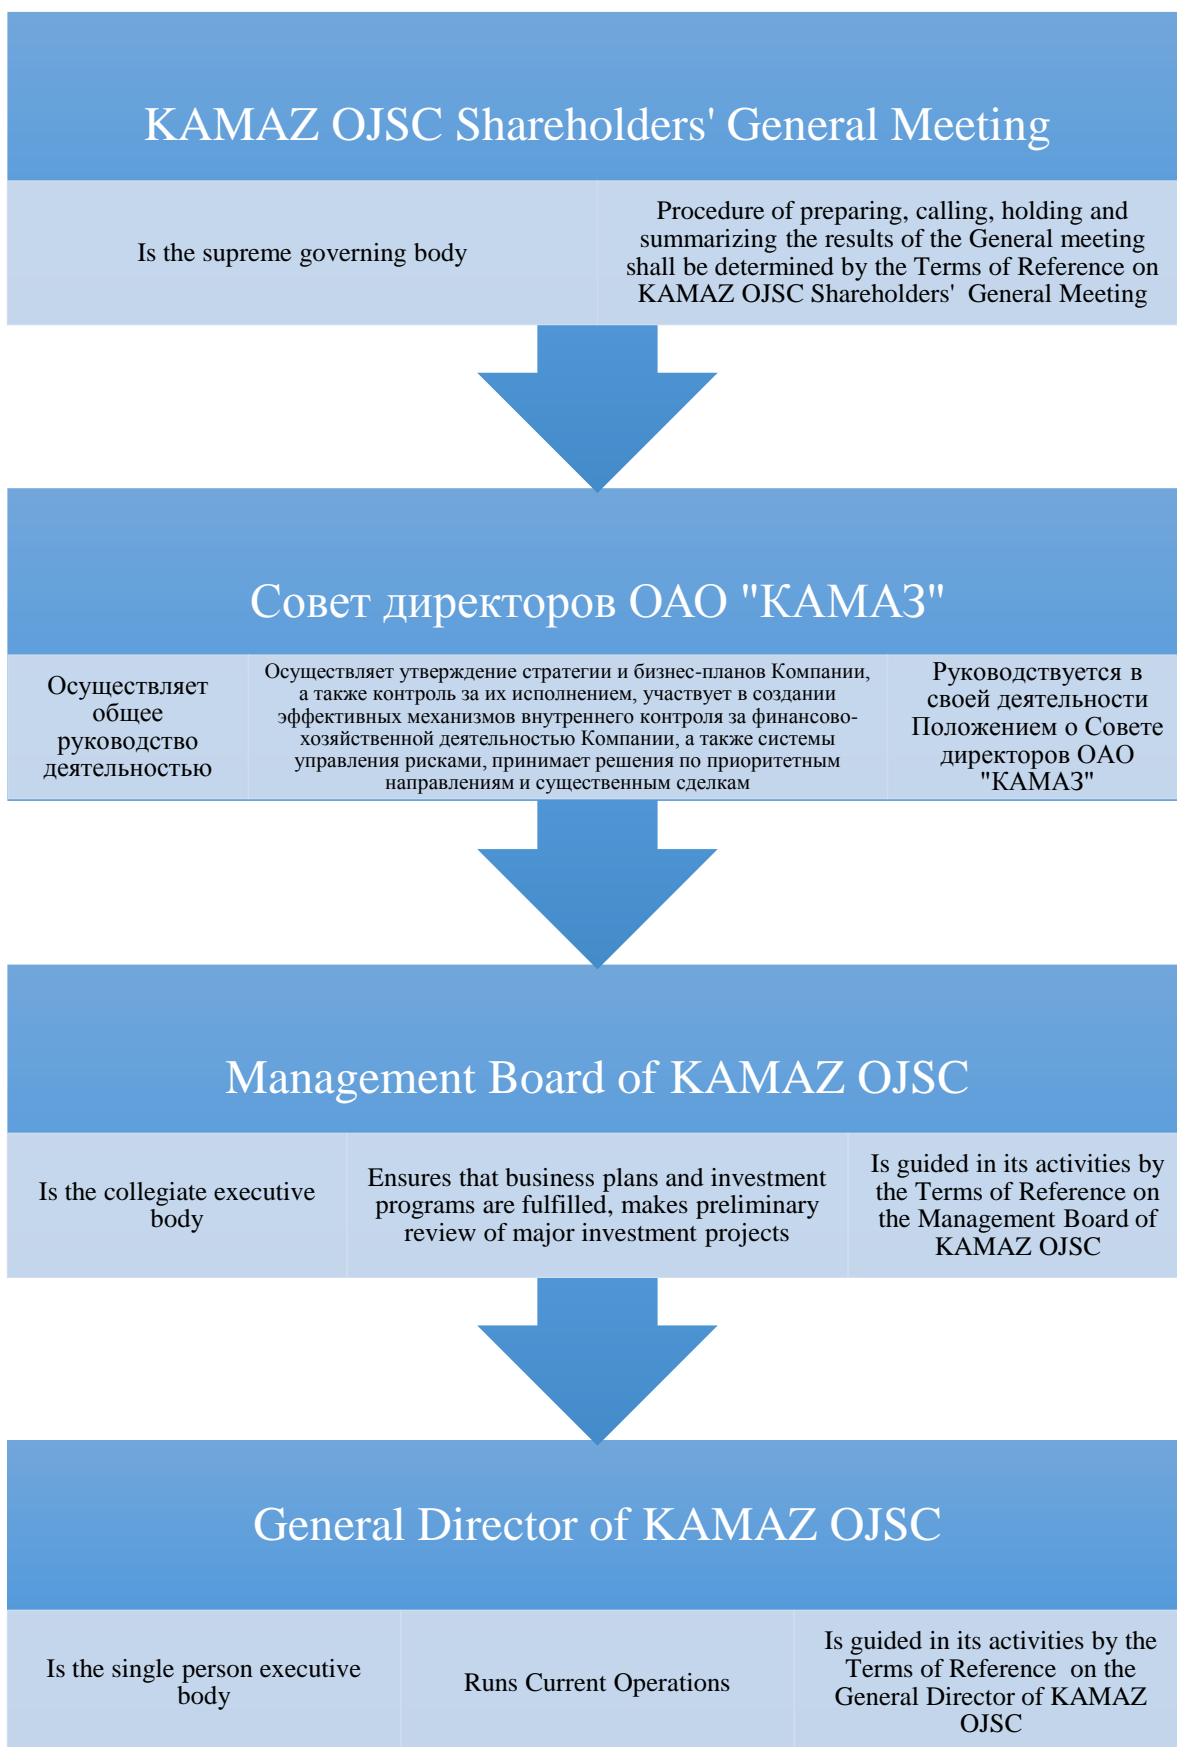 KAMAZ OJSC Shareholders' General Meeting
Is the supreme governing body
Procedure of preparing, calling, holding and
summarizing the results of the General meeting
shall be determined by the Terms of Reference on
KAMAZ OJSC Shareholders' General Meeting
Совет директоров ОАО "КАМАЗ"
Осуществляет
общее
руководство
деятельностью
Осуществляет утверждение стратегии и бизнес-планов Компании,
а также контроль за их исполнением, участвует в создании
эффективных механизмов внутреннего контроля за финансово-
хозяйственной деятельностью Компании, а также системы
управления рисками, принимает решения по приоритетным
направлениям и существенным сделкам
Руководствуется в
своей деятельности
Положением о Совете
директоров ОАО
"КАМАЗ"
Management Board of KAMAZ OJSC
Is the collegiate executive
body
Ensures that business plans and investment
programs are fulfilled, makes preliminary
review of major investment projects
Is guided in its activities by
the Terms of Reference on
the Management Board of
KAMAZ OJSC
General Director of KAMAZ OJSC
Is the single person executive
body
Runs Current Operations
Is guided in its activities by the
Terms of Reference on the
General Director of KAMAZ
OJSC